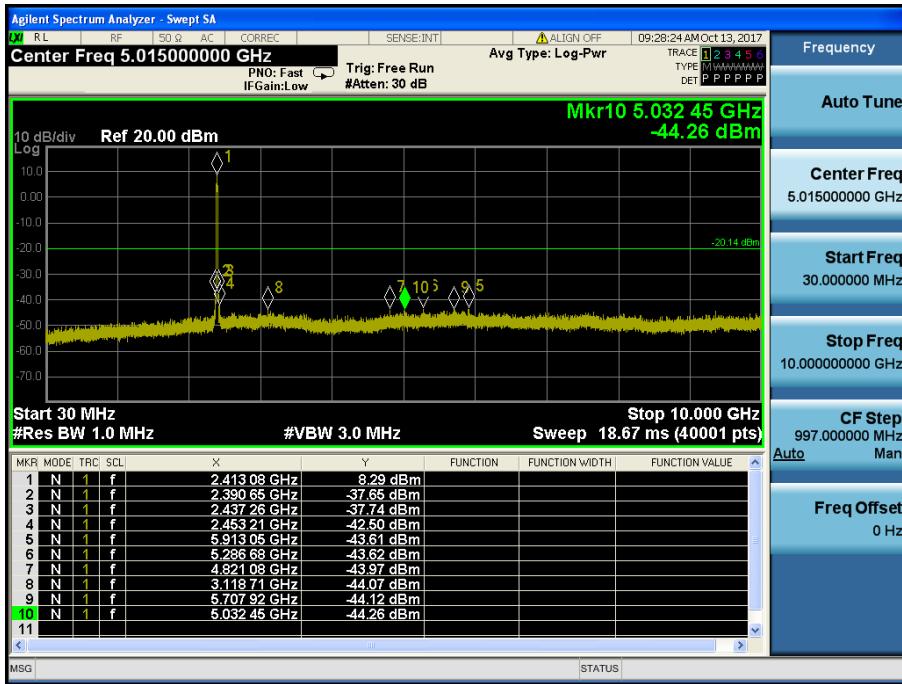 Agilent Spectrum Analyzer - Swept SA
LXI RL RF 50 Ω AC CORREC SENSE:INT ALIGN OFF 09:28:24 AM Oct 13, 2017
Center Freq 5.015000000 GHz
PNO: Fast
IFGain:Low
Trig: Free Run
#Atten: 30 dB
Avg Type: Log-Pwr
TRACE 1 2 3 4 5 6
TYPE M WWWWW
DET P P P P P P
Mkr10 5.032 45 GHz
-44.26 dBm
10 dB/div Ref 20.00 dBm
Log
10.0
0.00
-10.0
-20.0
-30.0
-40.0
-50.0
-60.0
-70.0
-20.14 dBm
1
4
8
7
10
6
9
5
Start 30 MHz
Stop 10.000 GHz
#Res BW 1.0 MHz #VBW 3.0 MHz Sweep 18.67 ms (40001 pts)
MKR MODE TRC SCL X Y FUNCTION FUNCTION WIDTH FUNCTION VALUE
1 N 1 f 2.413 08 GHz 8.29 dBm
2 N 1 f 2.390 65 GHz -37.65 dBm
3 N 1 f 2.437 26 GHz -37.74 dBm
4 N 1 f 2.453 21 GHz -42.50 dBm
5 N 1 f 5.913 05 GHz -43.61 dBm
6 N 1 f 5.286 68 GHz -43.62 dBm
7 N 1 f 4.821 08 GHz -43.97 dBm
8 N 1 f 3.118 71 GHz -44.07 dBm
9 N 1 f 5.707 92 GHz -44.12 dBm
10 N 1 f 5.032 45 GHz -44.26 dBm
11
MSG STATUS
Frequency
Auto Tune
Center Freq
5.015000000 GHz
Start Freq
30.000000 MHz
Stop Freq
10.000000000 GHz
CF Step
997.000000 MHz
Auto Man
Freq Offset
0 Hz